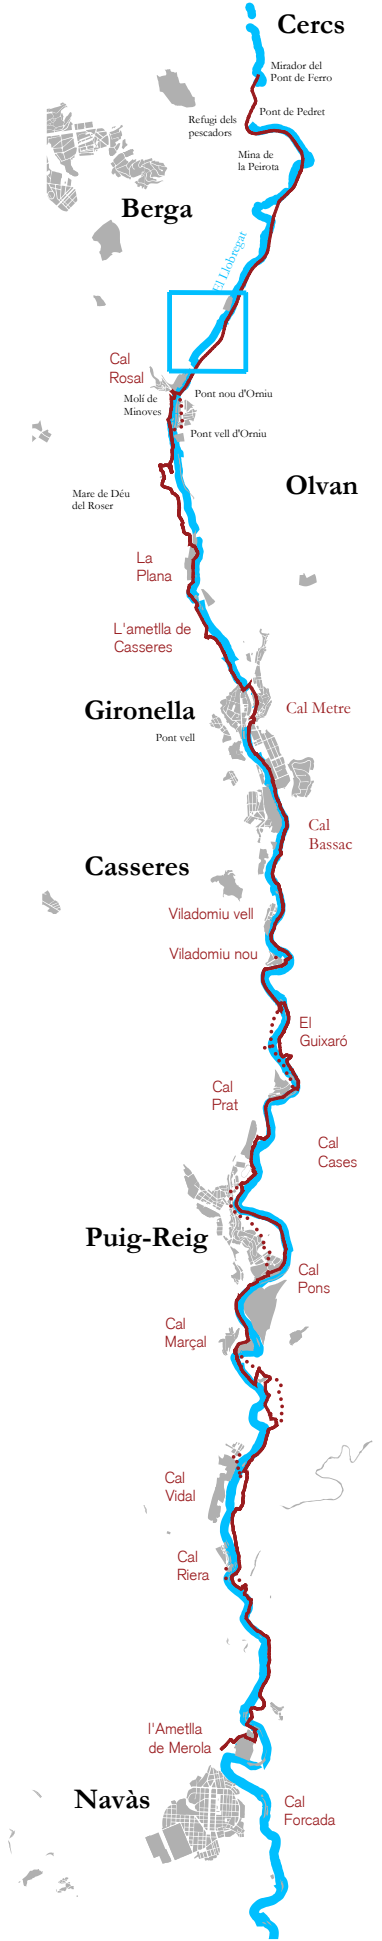 Cercs
Mirador del
Pont de Ferro
Pont de Pedret
Refugi dels
pescadors
Mina de
la Peirota
Berga
El Llobregat
Cal
Rosal
Pont nou d'Orniu
Molí de
Minoves
Pont vell d'Orniu
Olvan
Mare de Déu
del Roser
La
Plana
L'ametlla de
Casseres
Gironella
Cal Metre
Pont vell
Cal
Bassac
Casseres
Viladomiu vell
Viladomiu nou
El
Guixaró
Cal
Prat
Cal
Cases
Puig-Reig
Cal
Pons
Cal
Marçal
Cal
Vidal
Cal
Riera
l'Ametlla
de Merola
Navàs
Cal
Forcada